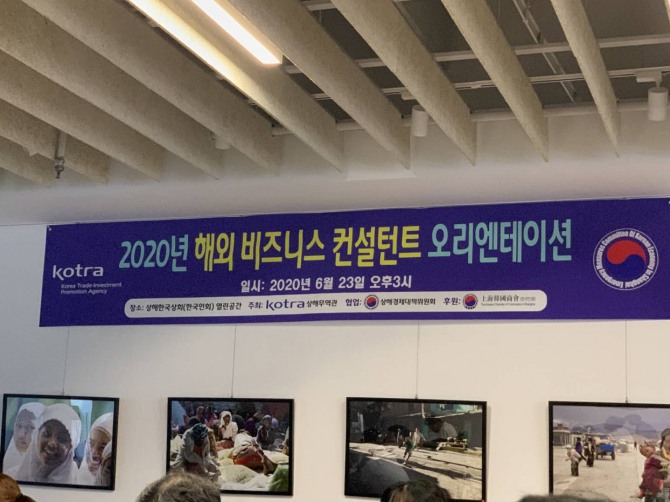 2020년 해외 비즈니스 컨설턴트 오리엔테이션
kotra
Korea Trade-Investment
Promotion Agency
일시: 2020년 6월 23일 오후3시
장소: 상해한국상회(한국인회) 열린공간 주최: kotra 상해무역관 협업: 상해경제대책위원회 후원: 上海韓國商會